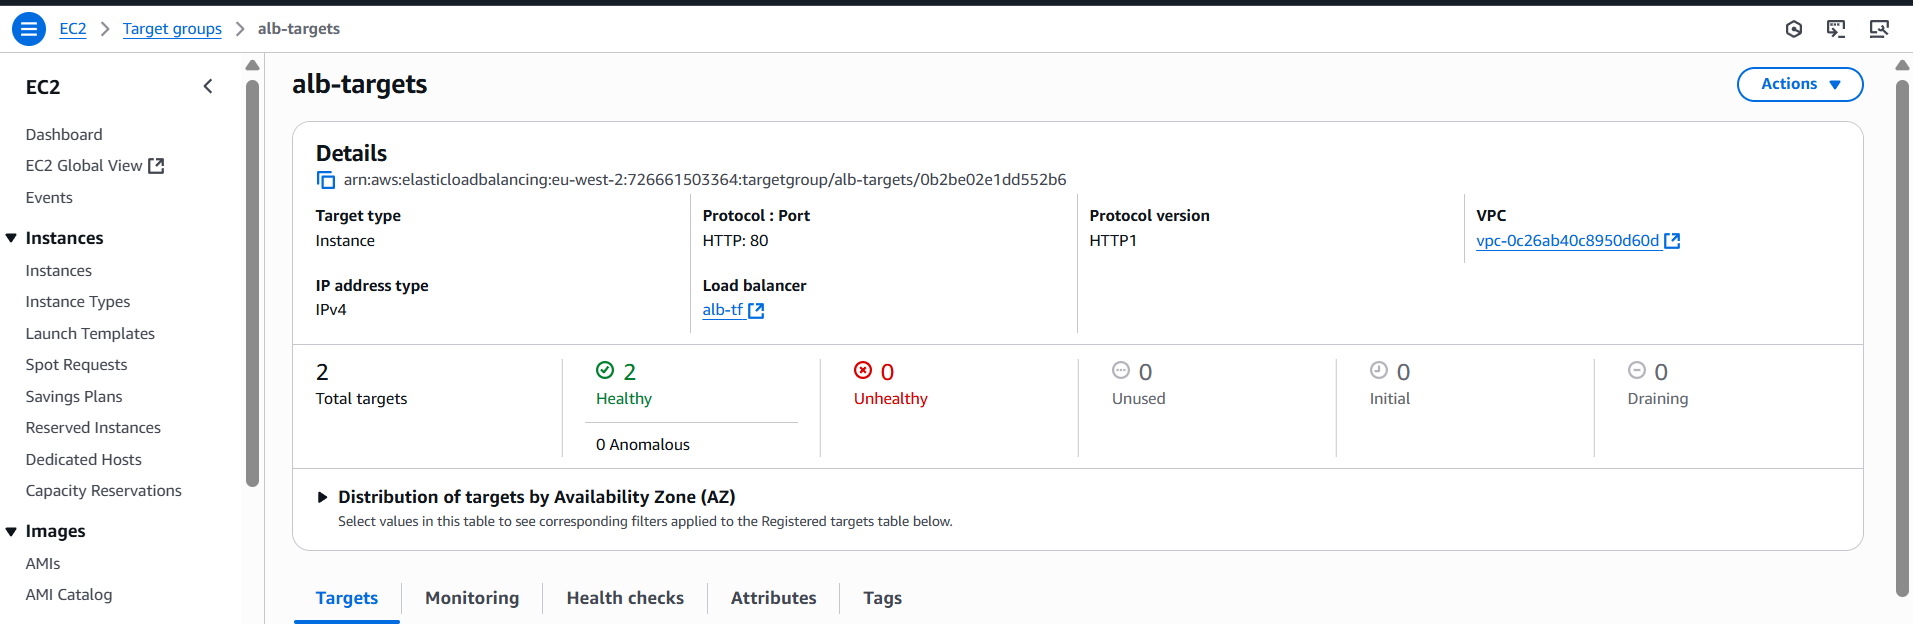 EC2 > Target groups > alb-targets
EC2
Dashboard
EC2 Global View
Events
Instances
Instances
Instance Types
Launch Templates
Spot Requests
Savings Plans
Reserved Instances
Dedicated Hosts
Capacity Reservations
Images
AMIs
AMI Catalog
alb-targets
Actions
Details
arn:aws:elasticloadbalancing:eu-west-2:726661503364:targetgroup/alb-targets/0b2be02e1dd552b6
Target type
Instance
Protocol : Port
HTTP: 80
Protocol version
HTTP1
VPC
vpc-0c26ab40c8950d60d
IP address type
IPv4
Load balancer
alb-tf
2
Total targets
2
Healthy
0 Anomalous
0
Unhealthy
0
Unused
0
Initial
0
Draining
Distribution of targets by Availability Zone (AZ)
Select values in this table to see corresponding filters applied to the Registered targets table below.
Targets
Monitoring
Health checks
Attributes
Tags